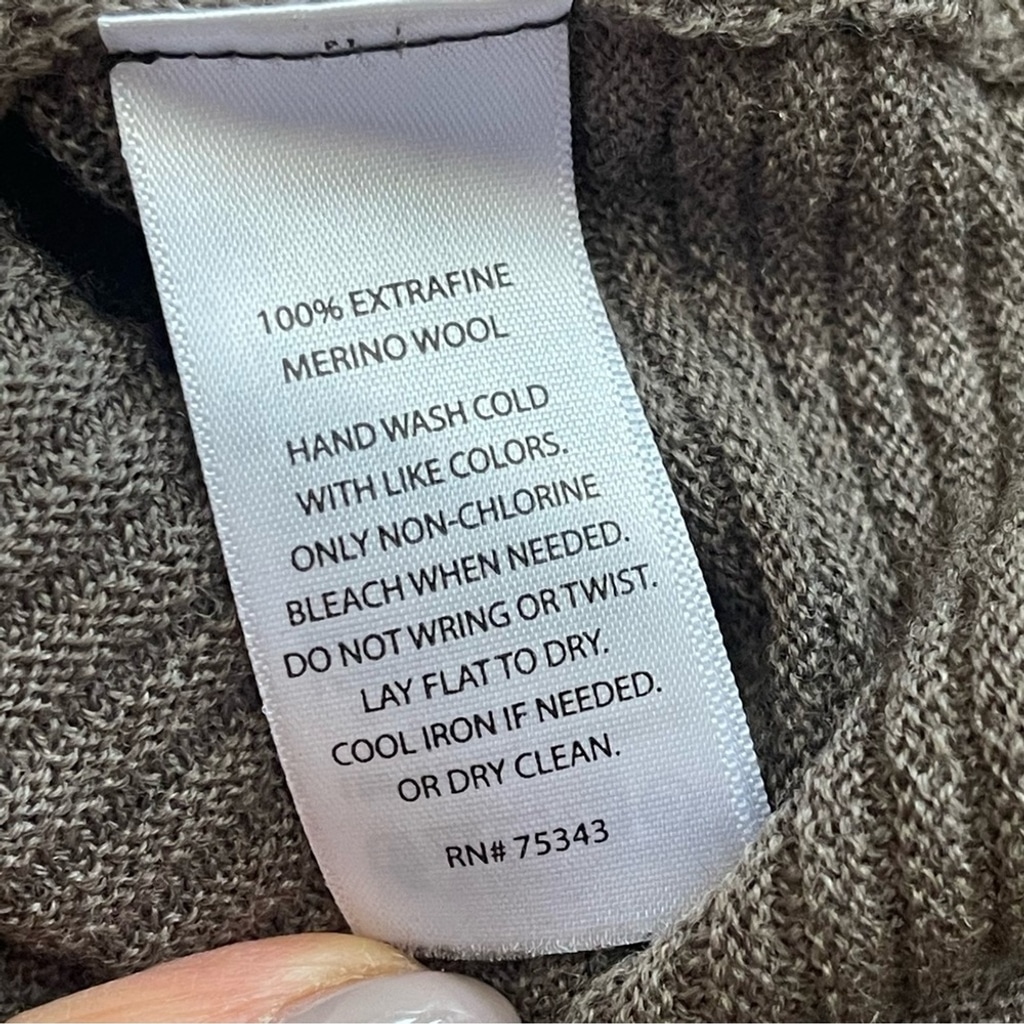 100% EXTRAFINE
MERINO WOOL
HAND WASH COLD
WITH LIKE COLORS.
ONLY NON-CHLORINE
BLEACH WHEN NEEDED.
DO NOT WRING OR TWIST.
LAY FLAT TO DRY.
COOL IRON IF NEEDED.
OR DRY CLEAN.
RN# 75343